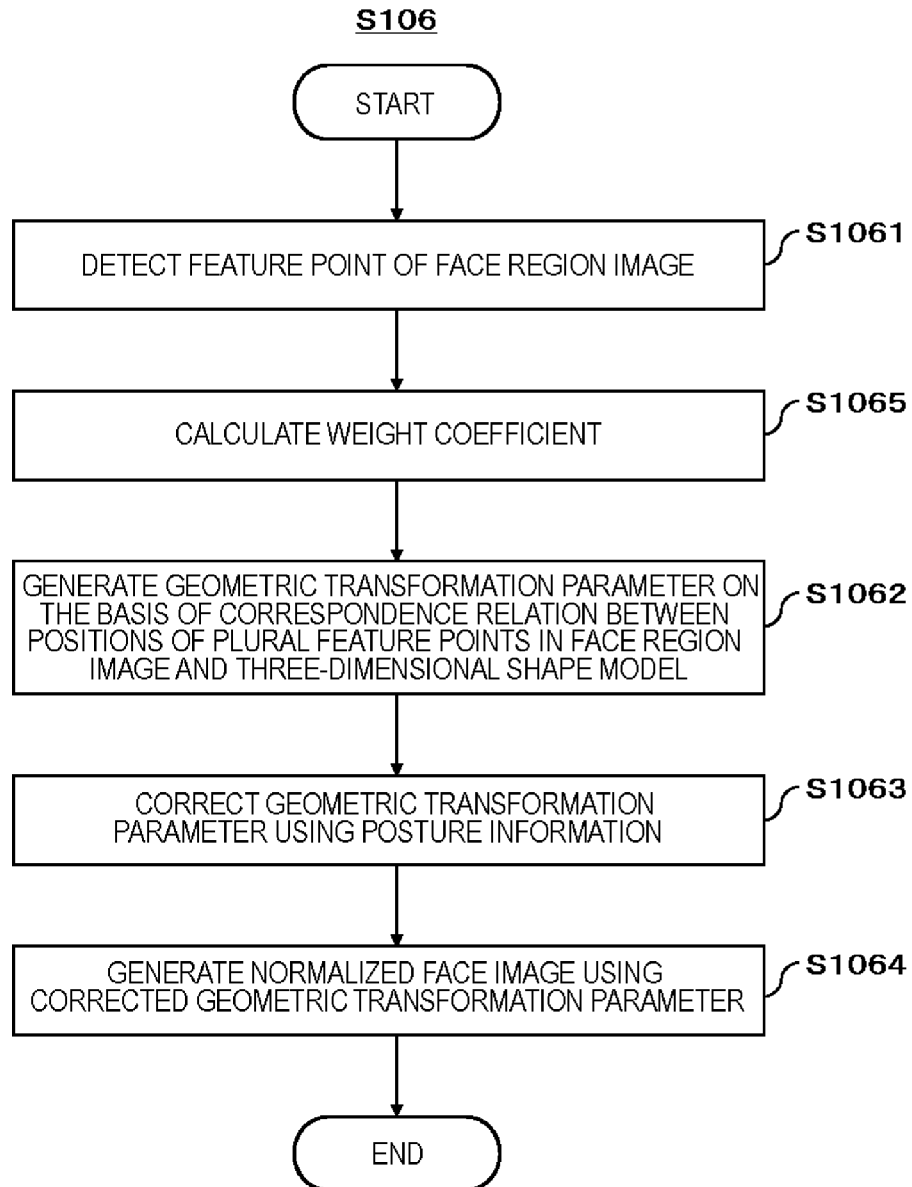 S106
START
S1061
DETECT FEATURE POINT OF FACE REGION IMAGE
S1065
CALCULATE WEIGHT COEFFICIENT
S1062
GENERATE GEOMETRIC TRANSFORMATION PARAMETER ON
THE BASIS OF CORRESPONDENCE RELATION BETWEEN
POSITIONS OF PLURAL FEATURE POINTS IN FACE REGION
IMAGE AND THREE-DIMENSIONAL SHAPE MODEL
S1063
CORRECT GEOMETRIC TRANSFORMATION
PARAMETER USING POSTURE INFORMATION
S1064
GENERATE NORMALIZED FACE IMAGE USING
CORRECTED GEOMETRIC TRANSFORMATION PARAMETER
END